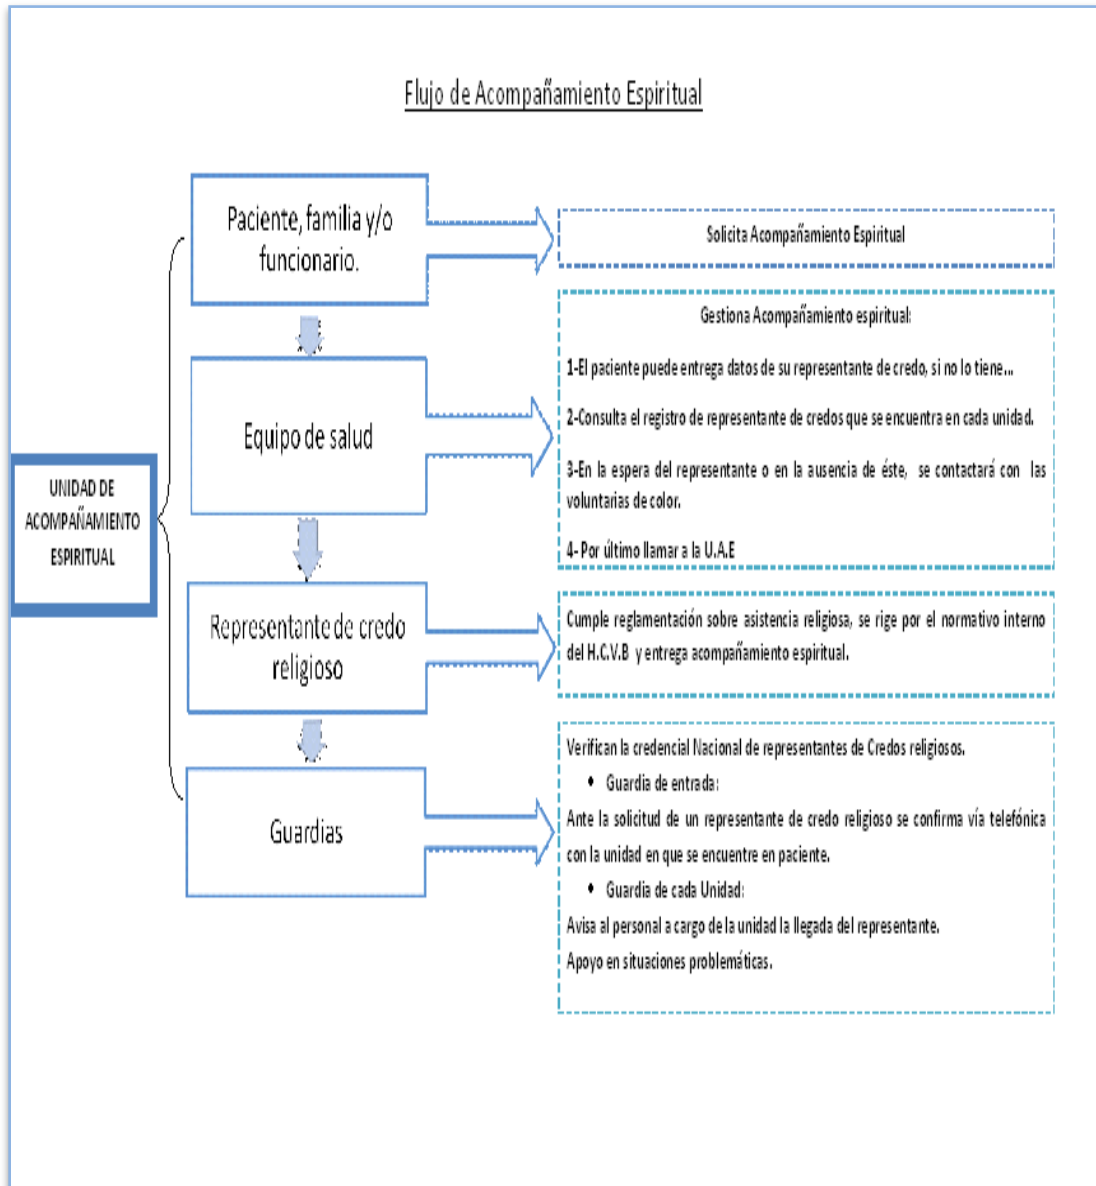 Flujo de Acompañamiento Espiritual
UNIDAD DE
ACOMPAÑAMIENTO
ESPIRITUAL
Paciente, familia y/o
funcionario.
Solicita Acompañamiento Espiritual
Equipo de salud
Gestiona Acompañamiento espiritual:
1-El paciente puede entrega datos de su representante de credo, si no lo tiene...
2-Consulta el registro de representante de credos que se encuentra en cada unidad.
3-En la espera del representante o en la ausencia de éste, se contactará con las
voluntarias de color.
4- Por último llamar a la U.A.E
Representante de credo
religioso
Cumple reglamentación sobre asistencia religiosa, se rige por el normativo interno
del H.C.V.B y entrega acompañamiento espiritual.
Guardias
Verifican la credencial Nacional de representantes de Credos religiosos.
• Guardia de entrada:
Ante la solicitud de un representante de credo religioso se confirma vía telefónica
con la unidad en que se encuentre en paciente.
• Guardia de cada Unidad:
Avisa al personal a cargo de la unidad la llegada del representante.
Apoyo en situaciones problemáticas.